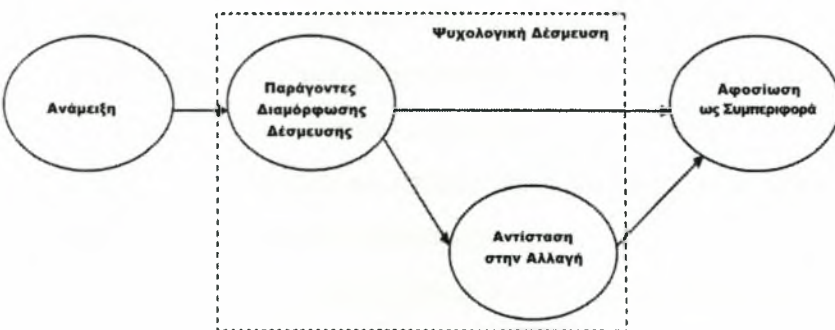 Ψυχολογική Δέσμευση
Ανάμειξη
Παράγοντες
Διαμόρφωσης
Δέσμευσης
Αφοσίωση
ως Συμπεριφορά
Αντίσταση
στην Αλλαγή